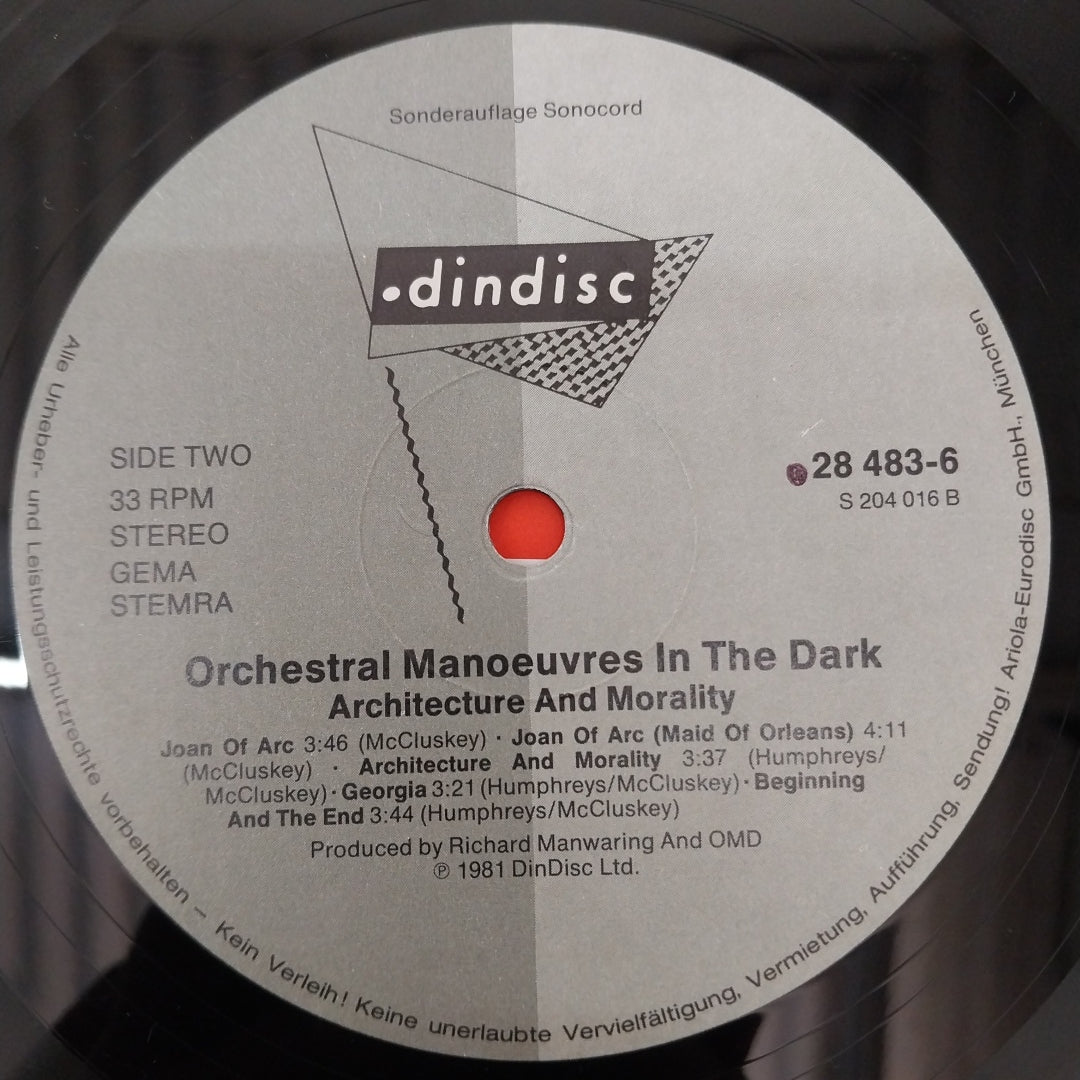 Sonderauflage Sonocord
•dindisc
SIDE TWO
33 RPM
STEREO
GEMA
STEMRA
28 483-6
S 204 016 B
Orchestral Manoeuvres In The Dark
Architecture And Morality
Joan Of Arc 3:46 (McCluskey) · Joan Of Arc (Maid Of Orleans) 4:11
(McCluskey) · Architecture And Morality 3:37 (Humphreys/
McCluskey) · Georgia 3:21 (Humphreys/McCluskey) · Beginning
And The End 3:44 (Humphreys/McCluskey)
Produced by Richard Manwaring And OMD
℗ 1981 DinDisc Ltd.
Alle Urheber- und Leistungsschutzrechte vorbehalten – Kein Verleih! Keine unerlaubte Vervielfältigung, Vermietung, Aufführung, Sendung! Ariola-Eurodisc GmbH., München